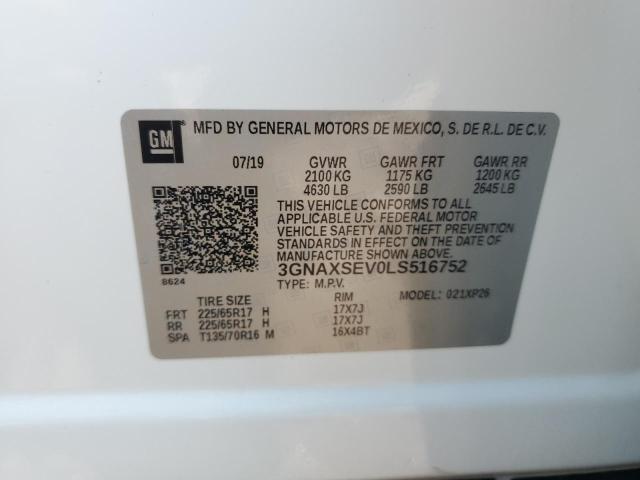 GM
MFD BY GENERAL MOTORS DE MEXICO, S. DE R.L. DE C.V.
07/19 GVWR GAWR FRT GAWR RR
2100 KG 1175 KG 1200 KG
4630 LB 2590 LB 2645 LB
THIS VEHICLE CONFORMS TO ALL
APPLICABLE U.S. FEDERAL MOTOR
VEHICLE SAFETY AND THEFT PREVENTION
STANDARDS IN EFFECT ON THE DATE OF
MANUFACTURE SHOWN ABOVE.
3GNAXSEV0LS516752
8624
TYPE: M.P.V. MODEL: 021XP26
TIRE SIZE RIM
FRT 225/65R17 H 17X7J
RR 225/65R17 H 17X7J
SPA T135/70R16 M 16X4BT